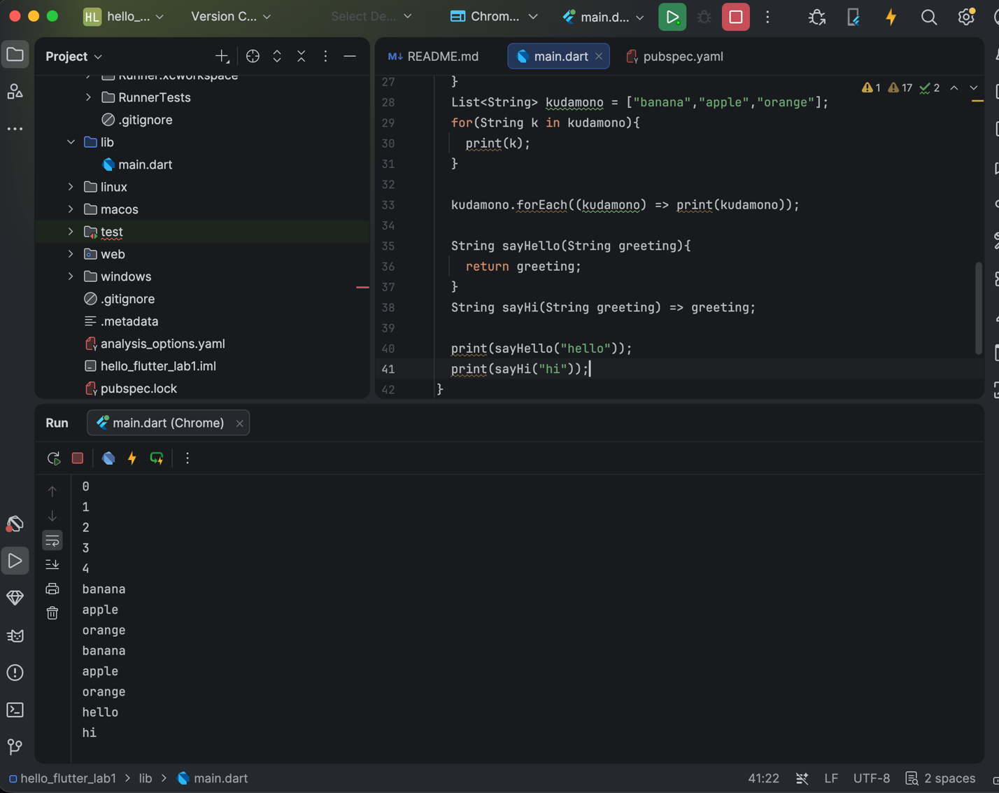 HL hello_... Version C... Select De... Chrom... main.d...
Project
README.md main.dart pubspec.yaml
Runner.xcworkspace
RunnerTests
.gitignore
lib
main.dart
linux
macos
test
web
windows
.gitignore
.metadata
analysis_options.yaml
hello_flutter_lab1.iml
pubspec.lock
1 17 2
27 }
28 List<String> kudamono = ["banana","apple","orange"];
29 for(String k in kudamono){
30 print(k);
31 }
32
33 kudamono.forEach((kudamono) => print(kudamono));
34
35 String sayHello(String greeting){
36 return greeting;
37 }
38 String sayHi(String greeting) => greeting;
39
40 print(sayHello("hello"));
41 print(sayHi("hi"));
42 }
Run main.dart (Chrome)
0
1
2
3
4
banana
apple
orange
banana
apple
orange
hello
hi
hello_flutter_lab1 > lib > main.dart 41:22 LF UTF-8 2 spaces